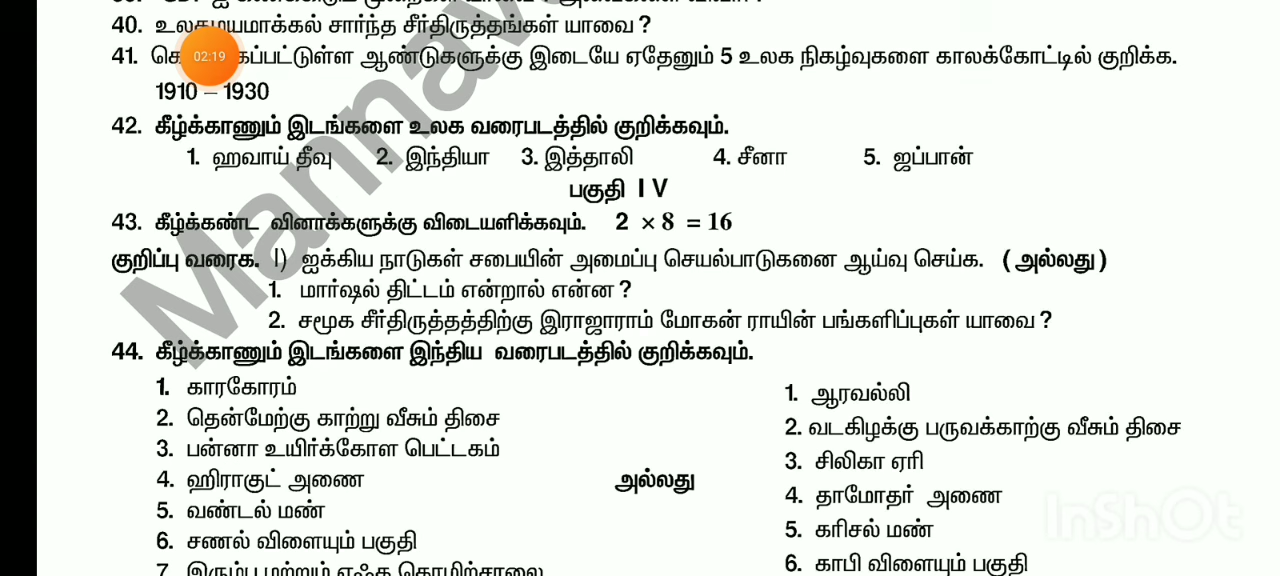 40. உலகமயமாக்கல் சார்ந்த சீர்திருத்தங்கள் யாவை ?
41. ஆண்டுகளுக்கு இடையே ஏதேனும் 5 உலக நிகழ்வுகளை காலக்கோட்டில் குறிக்க.
02:19
1910 – 1930
42. கீழ்க்காணும் இடங்களை உலக வரைபடத்தில் குறிக்கவும்.
1. ஹவாய் தீவு 2. இந்தியா 3. இத்தாலி 4. சீனா 5. ஜப்பான்
பகுதி IV
43. கீழ்க்கண்ட வினாக்களுக்கு விடையளிக்கவும். 2 × 8 = 16
குறிப்பு வரைக. I) ஐக்கிய நாடுகள் சபையின் அமைப்பு செயல்பாடுகனை ஆய்வு செய்க. ( அல்லது )
1. மார்ஷல் திட்டம் என்றால் என்ன ?
2. சமூக சீர்திருத்தத்திற்கு இராஜாராம் மோகன் ராயின் பங்களிப்புகள் யாவை ?
44. கீழ்க்காணும் இடங்களை இந்திய வரைபடத்தில் குறிக்கவும்.
1. காரகோரம்
2. தென்மேற்கு காற்று வீசும் திசை
3. பன்னா உயிர்க்கோள பெட்டகம்
4. ஹிராகுட் அணை
5. வண்டல் மண்
6. சணல் விளையும் பகுதி
அல்லது
1. ஆரவல்லி
2. வடகிழக்கு பருவக்காற்கு வீசும் திசை
3. சிலிகா ஏரி
4. தாமோதர் அணை
5. கரிசல் மண்
6. காபி விளையும் பகுதி
InShOt